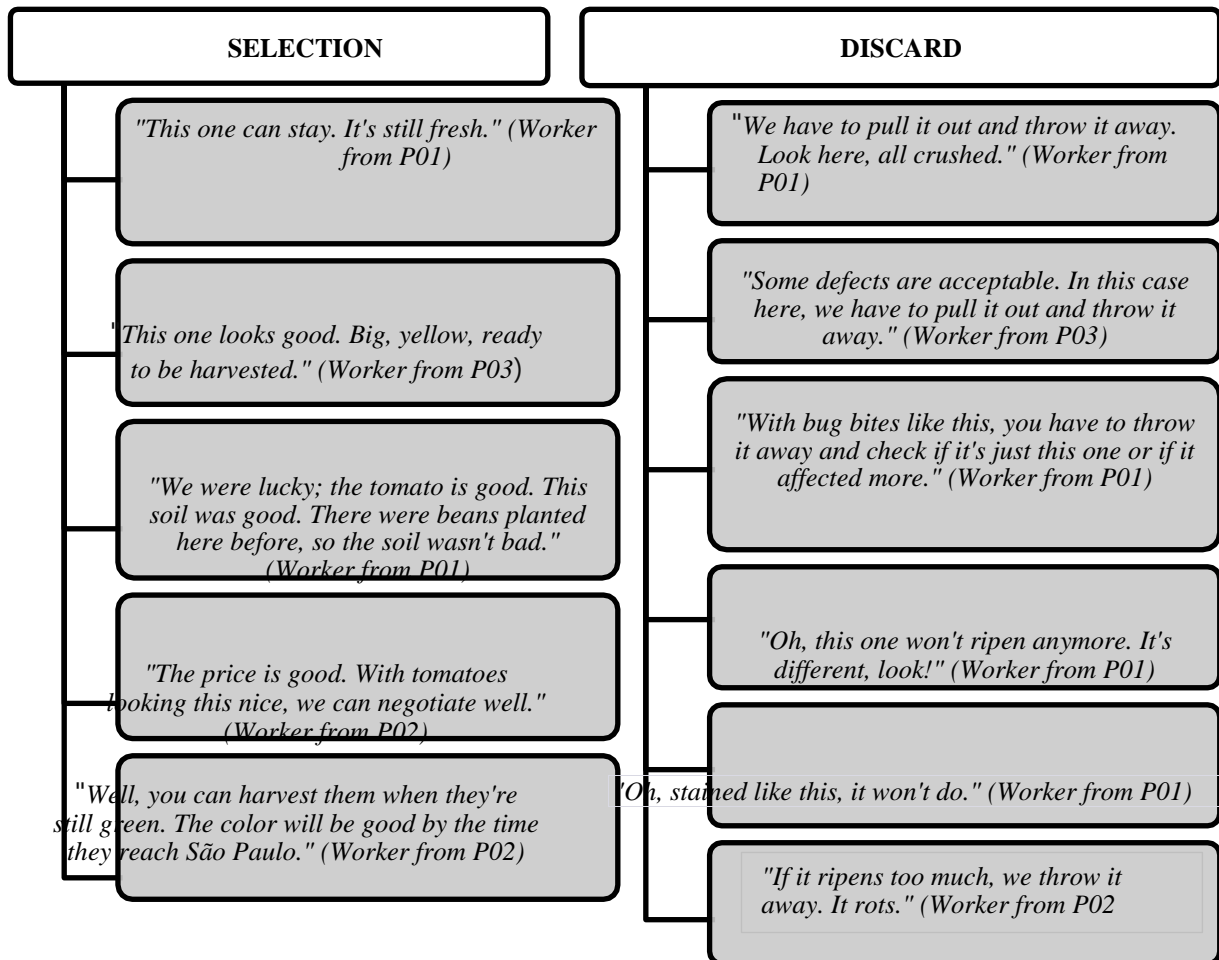 SELECTION
"This one can stay. It's still fresh." (Worker
from P01)
"This one looks good. Big, yellow, ready
to be harvested." (Worker from P03)
"We were lucky; the tomato is good. This
soil was good. There were beans planted
here before, so the soil wasn't bad."
(Worker from P01)
"The price is good. With tomatoes
looking this nice, we can negotiate well."
(Worker from P02)
"Well, you can harvest them when they're
still green. The color will be good by the time
they reach São Paulo." (Worker from P02)
DISCARD
"We have to pull it out and throw it away.
Look here, all crushed." (Worker from
P01)
"Some defects are acceptable. In this case
here, we have to pull it out and throw it
away." (Worker from P03)
"With bug bites like this, you have to throw
it away and check if it's just this one or if it
affected more." (Worker from P01)
"Oh, this one won't ripen anymore. It's
different, look!" (Worker from P01)
"Oh, stained like this, it won't do." (Worker from P01)
"If it ripens too much, we throw it
away. It rots." (Worker from P02